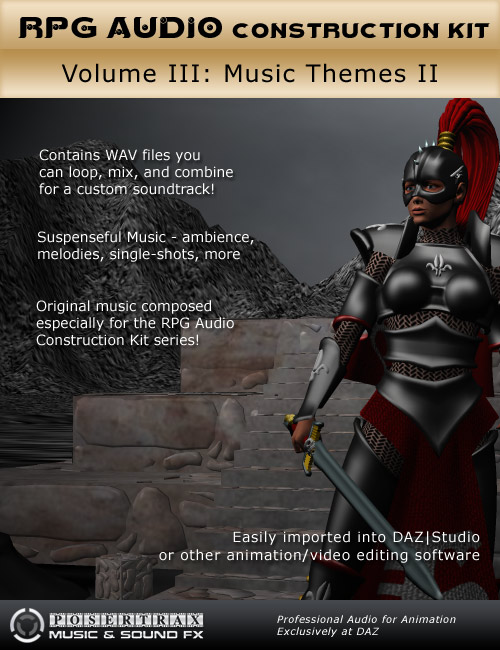 RPG AUDIO CONSTRUCTION KIT
Volume III: Music Themes II
Contains WAV files you
can loop, mix, and combine
for a custom soundtrack!
Suspenseful Music - ambience,
melodies, single-shots, more
Original music composed
especially for the RPG Audio
Construction Kit series!
Easily imported into DAZ|Studio
or other animation/video editing software
POSERTRAX
MUSIC & SOUND FX
Professional Audio for Animation
Exclusively at DAZ